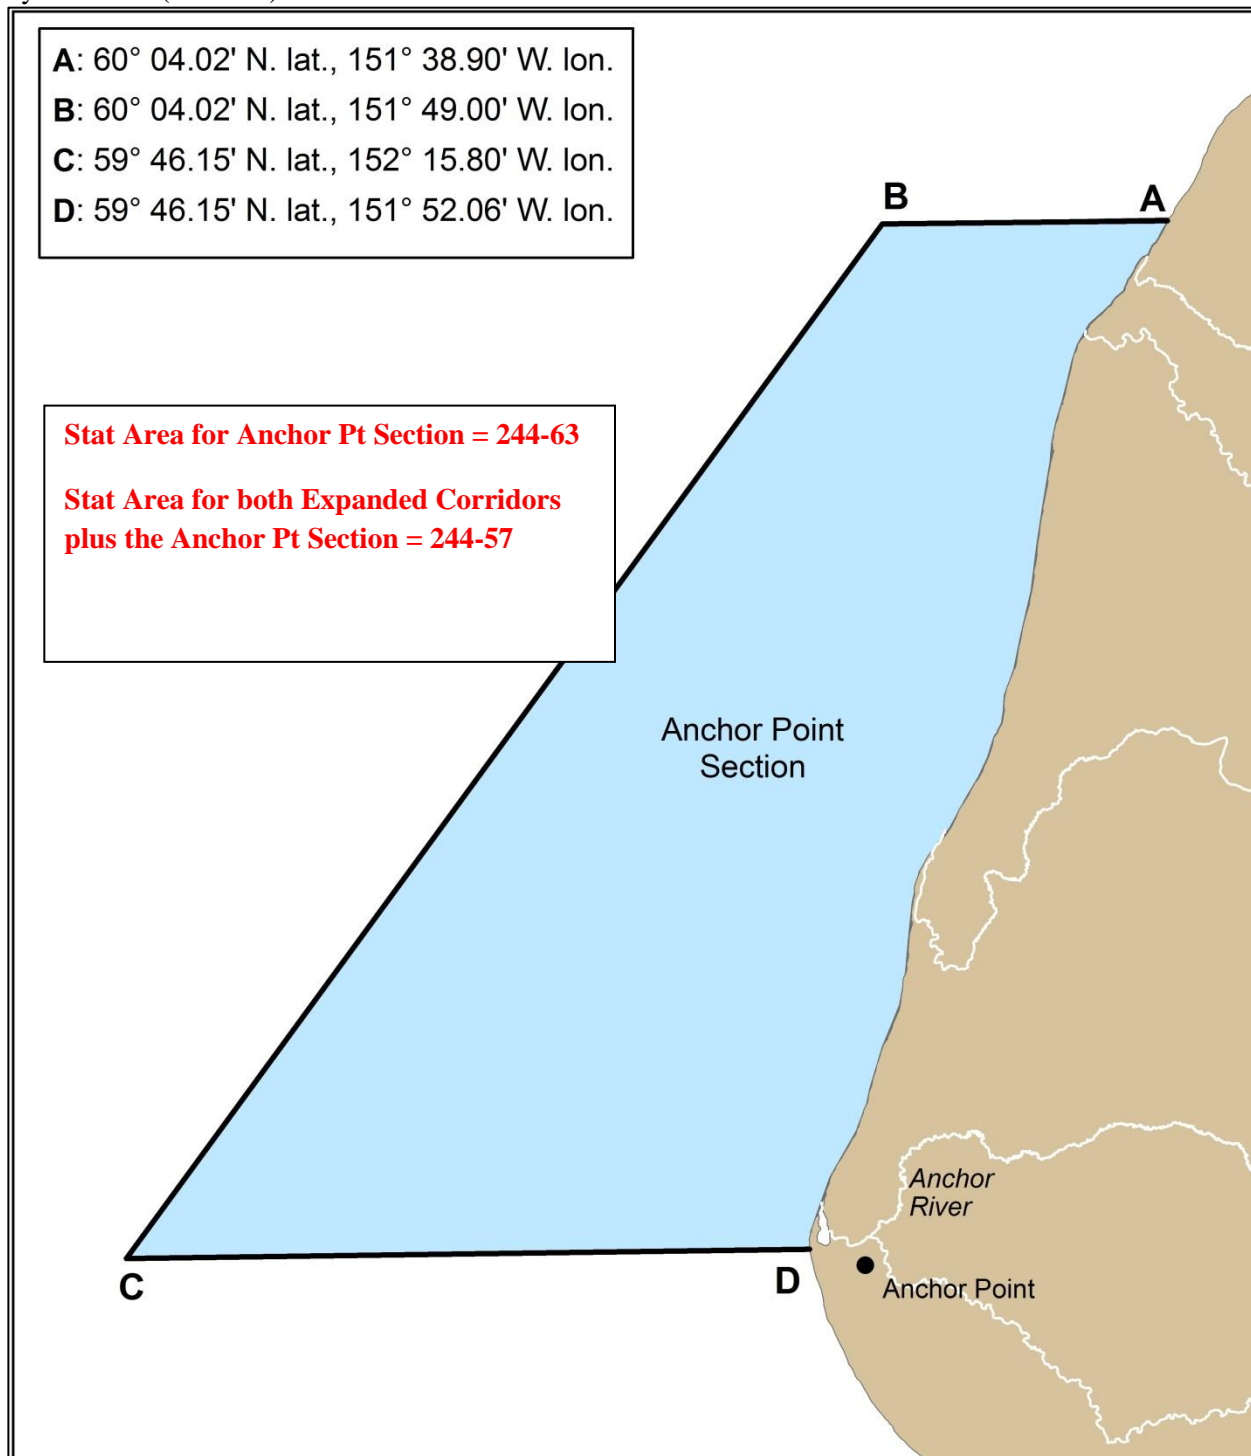 A: 60° 04.02' N. lat., 151° 38.90' W. lon.
B: 60° 04.02' N. lat., 151° 49.00' W. lon.
C: 59° 46.15' N. lat., 152° 15.80' W. lon.
D: 59° 46.15' N. lat., 151° 52.06' W. lon.
B
A
Stat Area for Anchor Pt Section = 244-63
Stat Area for both Expanded Corridors
plus the Anchor Pt Section = 244-57
Anchor Point
Section
Anchor
River
C
D
Anchor Point